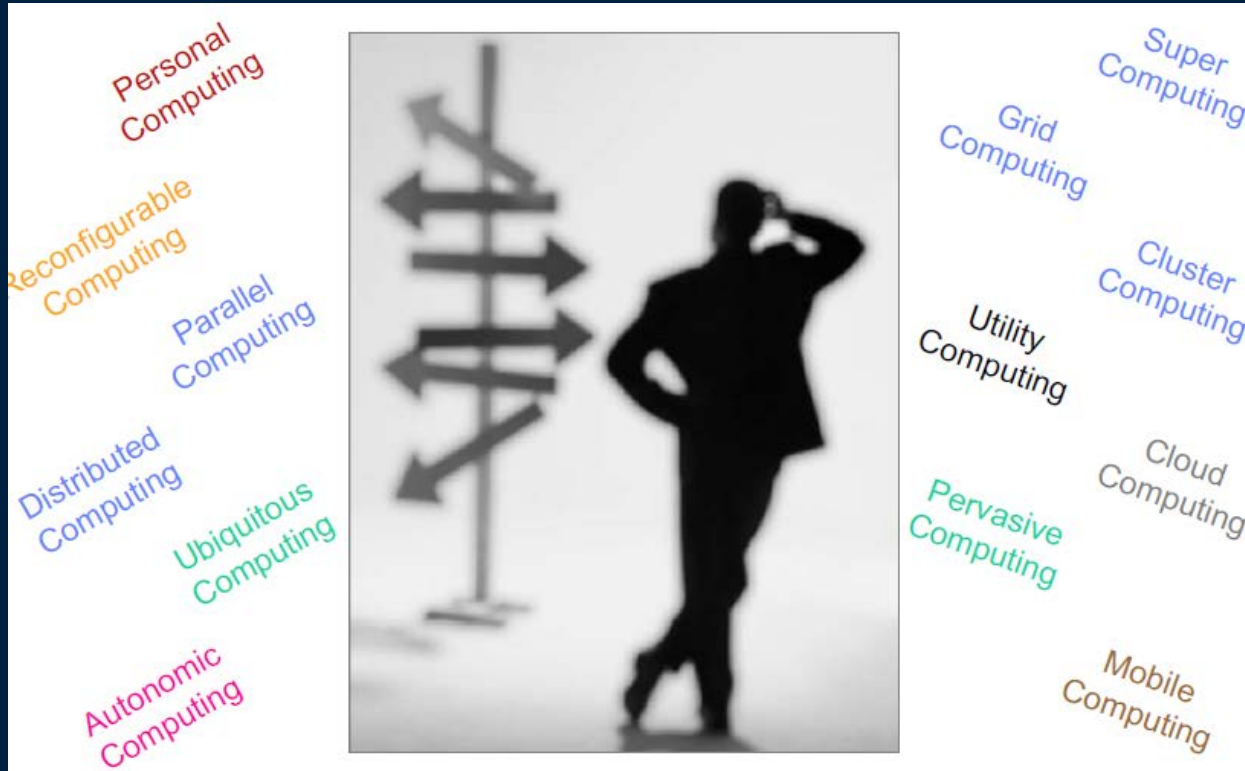 Personal
Computing
Reconfigurable
Computing
Parallel
Computing
Distributed
Computing
Ubiquitous
Computing
Autonomic
Computing
Super
Computing
Grid
Computing
Cluster
Computing
Utility
Computing
Cloud
Computing
Pervasive
Computing
Mobile
Computing